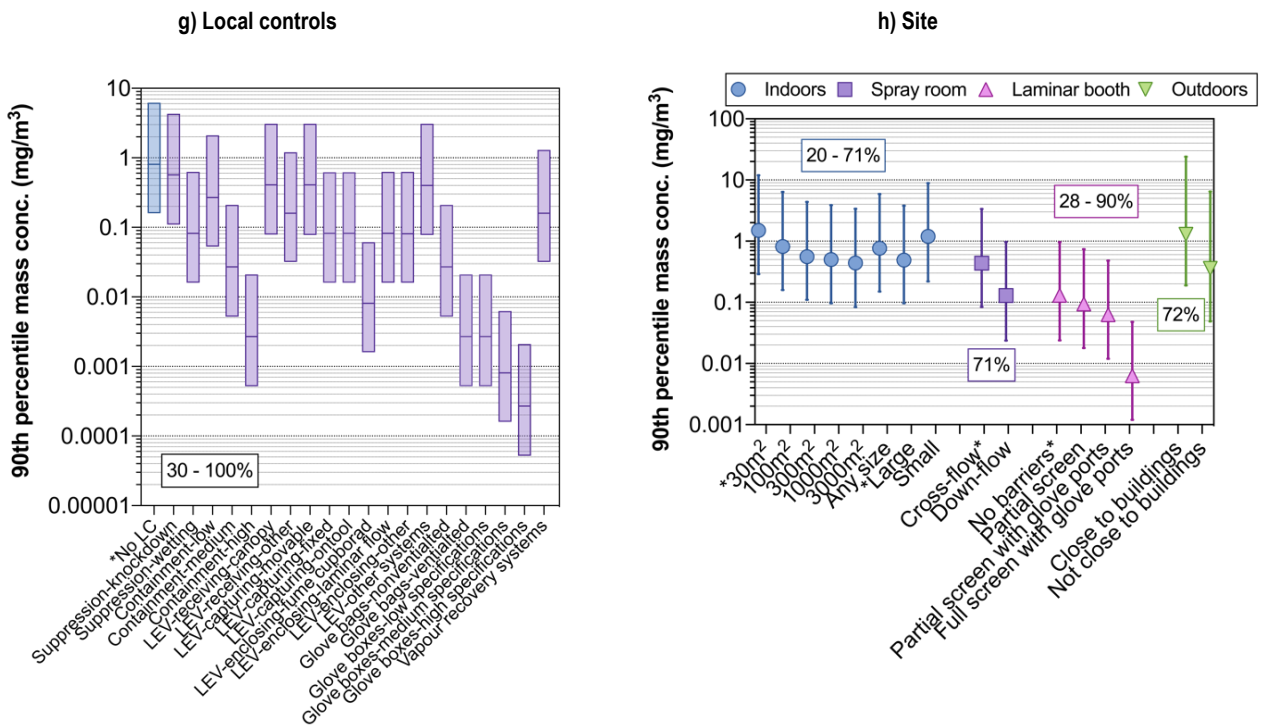 g) Local controls
90th percentile mass conc. (mg/m³)
10
1
0.1
0.01
0.001
0.0001
0.00001
30 - 100%
*No LC
Suppression-knockdown
Suppression-wetting
Containment-low
Containment-medium
Containment-high
LEV-receiving-canopy
LEV-receiving-other
LEV-capturing-movable
LEV-capturing-fixed
LEV-capturing-ontool
LEV-enclosing-fume cupborad
LEV-enclosing-laminar flow
LEV-enclosing-other
LEV-other systems
Glove bags-nonventilated
Glove bags-ventilated
Glove boxes-low specifications
Glove boxes-medium specifications
Glove boxes-high specifications
Vapour recovery systems
h) Site
Indoors Spray room Laminar booth Outdoors
90th percentile mass conc. (mg/m³)
100
10
1
0.1
0.01
0.001
20 - 71%
28 - 90%
71%
72%
*30m²
100m²
300m²
1000m²
3000m²
Any size
*Large
Small
Cross-flow*
Down-flow
No barriers*
Partial screen
Partial screen with glove ports
Full screen with glove ports
Close to buildings
Not close to buildings